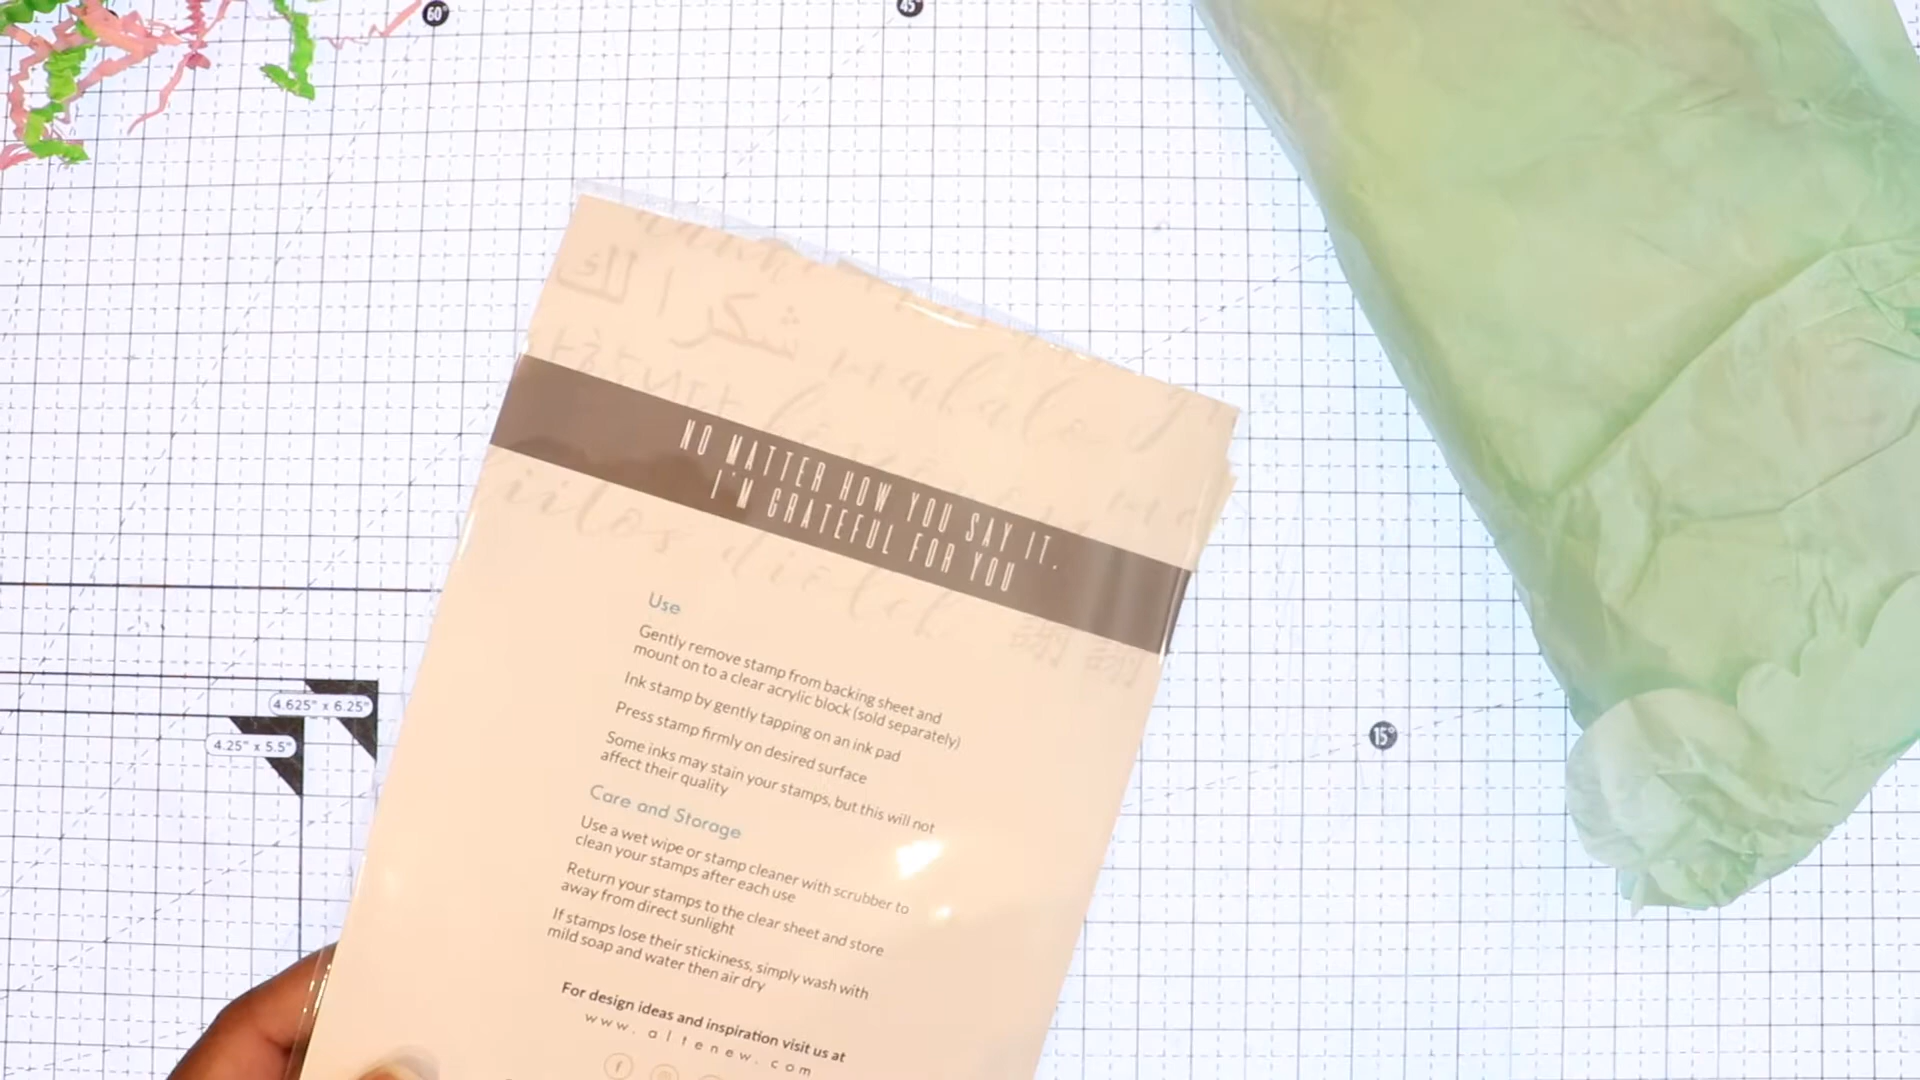 60°
45°
شكرا لك
mahalo
NO MATTER HOW YOU SAY IT.
I'M GRATEFUL FOR YOU
Use
Gently remove stamp from backing sheet and
mount on to a clear acrylic block (sold separately)
Ink stamp by gently tapping on an ink pad
Press stamp firmly on desired surface
Some inks may stain your stamps, but this will not
affect their quality
Care and Storage
Use a wet wipe or stamp cleaner with scrubber to
clean your stamps after each use
Return your stamps to the clear sheet and store
away from direct sunlight
If stamps lose their stickiness, simply wash with
mild soap and water then air dry
For design ideas and inspiration visit us at
www.altenew.com
4.625" x 6.25"
4.25" x 5.5"
15°